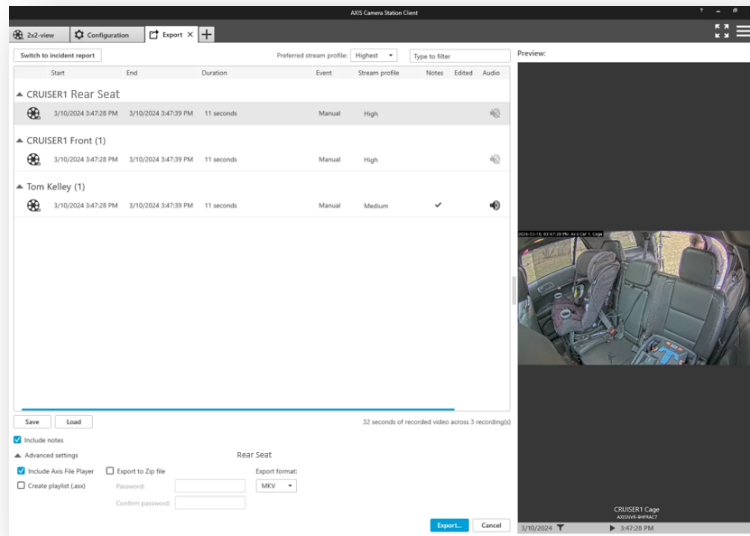 AXIS Camera Station Client
2x2-view Configuration Export
Switch to incident report Preferred stream profile: Highest Type to filter Preview:
Start End Duration Event Stream profile Notes Edited Audio
CRUISER1 Rear Seat
3/10/2024 3:47:28 PM 3/10/2024 3:47:39 PM 11 seconds Manual High
CRUISER1 Front (1)
3/10/2024 3:47:28 PM 3/10/2024 3:47:39 PM 11 seconds Manual High
Tom Kelley (1)
3/10/2024 3:47:28 PM 3/10/2024 3:47:39 PM 11 seconds Manual Medium
Save Load 32 seconds of recorded video across 3 recording(s)
Include notes
Advanced settings Rear Seat
Include Axis File Player Export to Zip file Export format:
Create playlist (.asx) Password: MKV
Confirm password:
Export... Cancel
CRUISER1 Cage
3/10/2024 3:47:28 PM